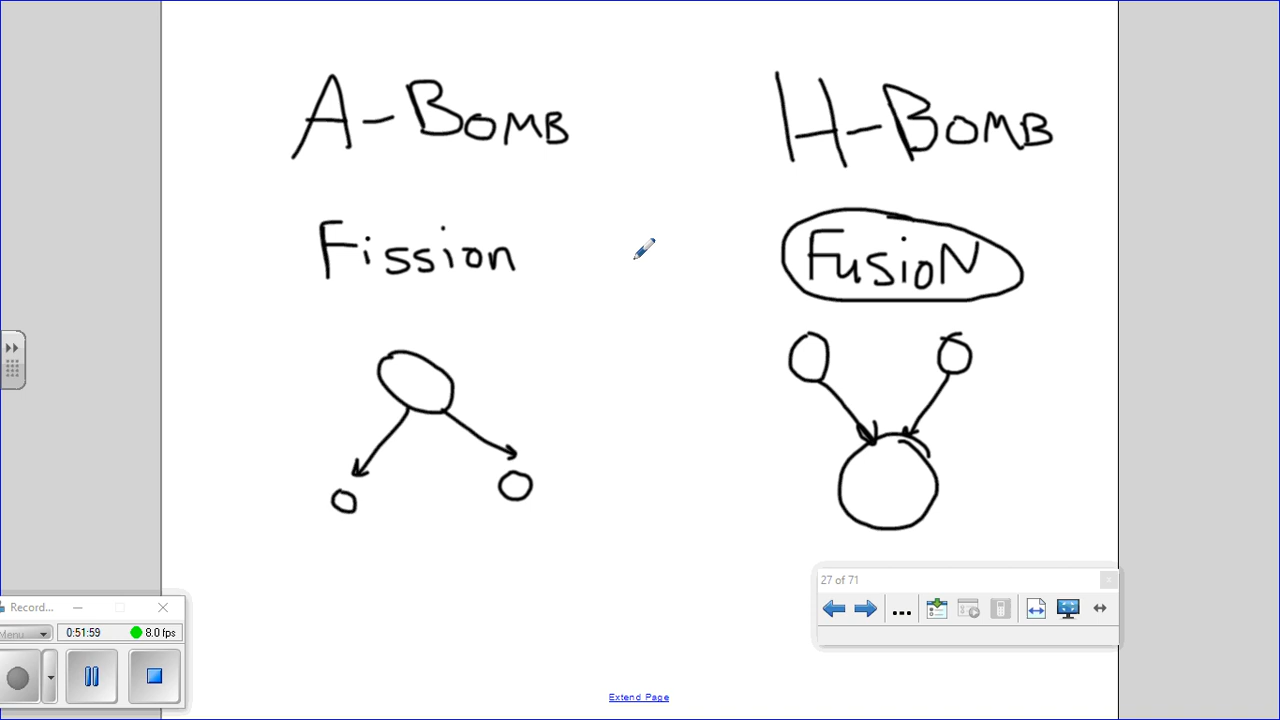 A-BOMB
H-BOMB
Fission
FusioN
27 of 71
...
Record...
Menu
0:51:59
8.0 fps
Extend Page